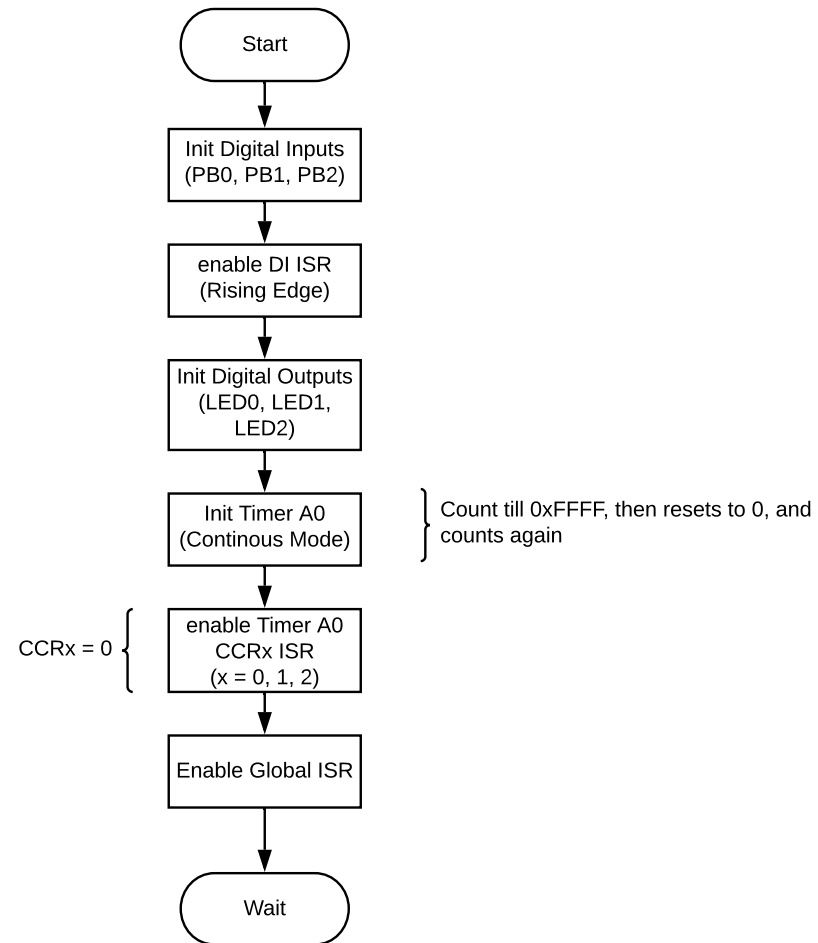 Start
Init Digital Inputs
(PB0, PB1, PB2)
enable DI ISR
(Rising Edge)
Init Digital Outputs
(LED0, LED1,
LED2)
Init Timer A0
(Continous Mode)
Count till 0xFFFF, then resets to 0, and
counts again
enable Timer A0
CCRx ISR
(x = 0, 1, 2)
CCRx = 0
Enable Global ISR
Wait